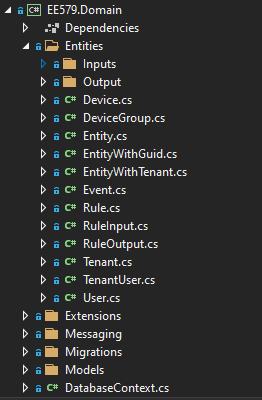 EE579.Domain
Dependencies
Entities
Inputs
Output
C# Device.cs
C# DeviceGroup.cs
C# Entity.cs
C# EntityWithGuid.cs
C# EntityWithTenant.cs
C# Event.cs
C# Rule.cs
C# RuleInput.cs
C# RuleOutput.cs
C# Tenant.cs
C# TenantUser.cs
C# User.cs
Extensions
Messaging
Migrations
Models
C# DatabaseContext.cs